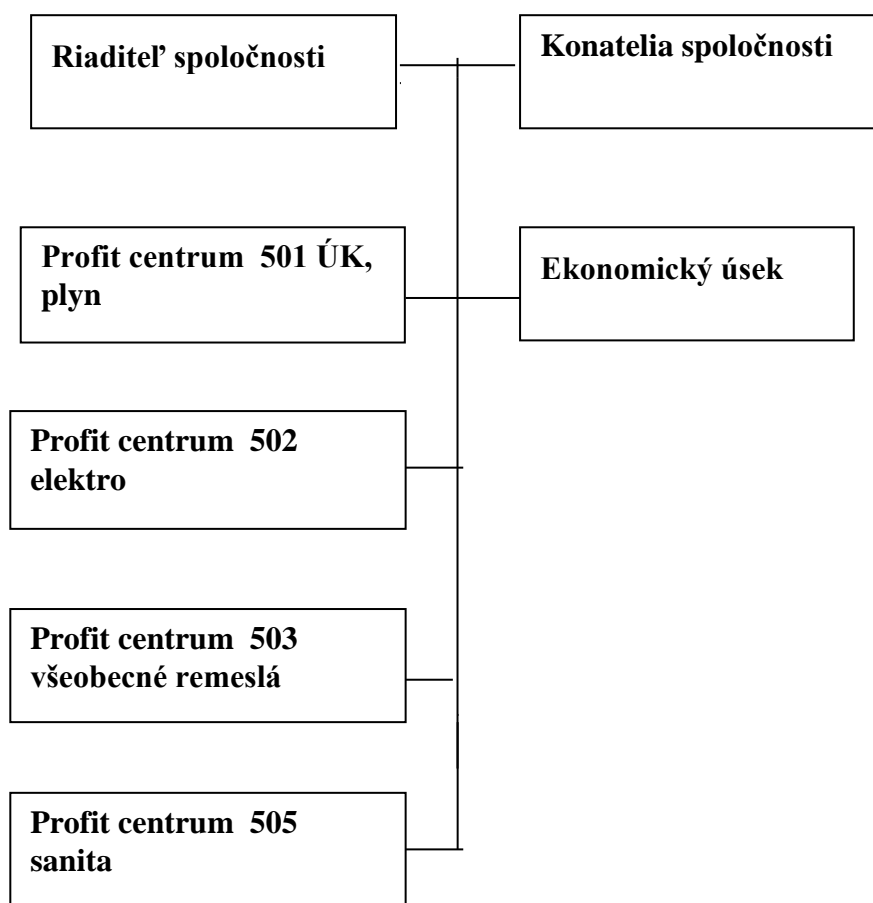 Riaditeľ spoločnosti
Konatelia spoločnosti
Profit centrum 501 ÚK,
plyn
Ekonomický úsek
Profit centrum 502
elektro
Profit centrum 503
všeobecné remeslá
Profit centrum 505
sanita